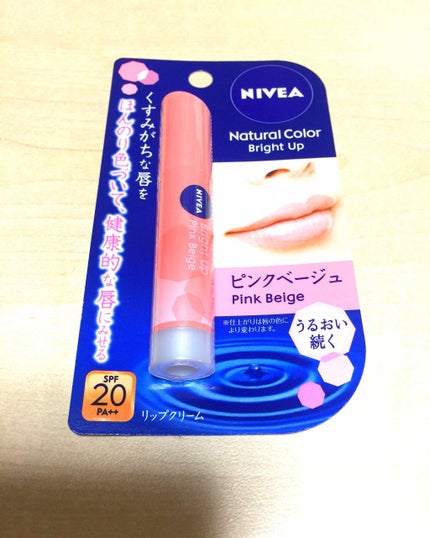 NIVEA
Natural Color
Bright Up
くすみがちな唇を
ほんのり色づいて、健康的な唇にみせる
NIVEA
Bright Up
Pink Beige
ピンクベージュ
Pink Beige
※仕上がりは唇の色に
より変わります。
うるおい
続く
SPF
20
PA++
リップクリーム